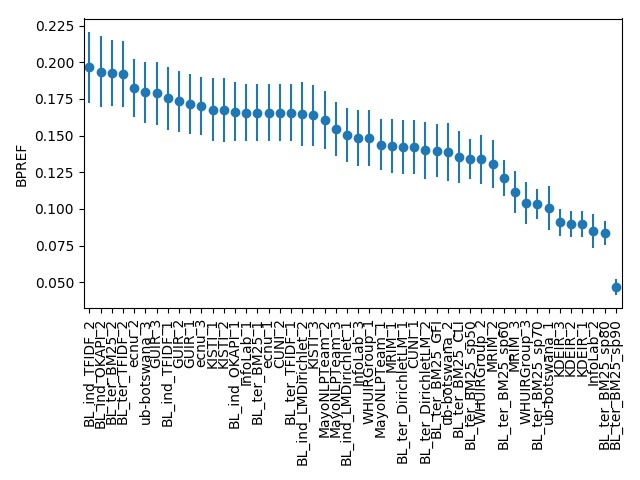 BPREF
0.225
0.200
0.175
0.150
0.125
0.100
0.075
0.050
BL_ind_TFIDF_2
BL_ind_OKAPI_2
BL_ter_BM25_2
BL_ter_TFIDF_2
ecnu_2
ub-botswana_3
GUIR_3
BL_ind_TFIDF_1
GUIR_2
GUIR_1
ecnu_3
KISTI_1
KISTI_2
BL_ind_OKAPI_1
InfoLab_1
BL_ter_BM25_1
ecnu_1
CUNI_2
BL_ter_TFIDF_1
BL_ind_LMDirichlet_2
KISTI_3
MayoNLPTeam_2
MayoNLPTeam_3
BL_ind_LMDirichlet_1
InfoLab_3
WHUIRGroup_1
MayoNLPTeam_1
MRIM_1
BL_ter_DirichletLM_1
CUNI_1
BL_ter_DirichletLM_2
BL_ter_BM25_GFI
ub-botswana_2
BL_ter_BM25_CLI
BL_ter_BM25_sp50
WHUIRGroup_2
MRIM_2
BL_ter_BM25_sp60
MRIM_3
WHUIRGroup_3
BL_ter_BM25_sp70
ub-botswana_1
KDEIR_3
KDEIR_2
KDEIR_1
InfoLab_2
BL_ter_BM25_sp80
BL_ter_BM25_sp90